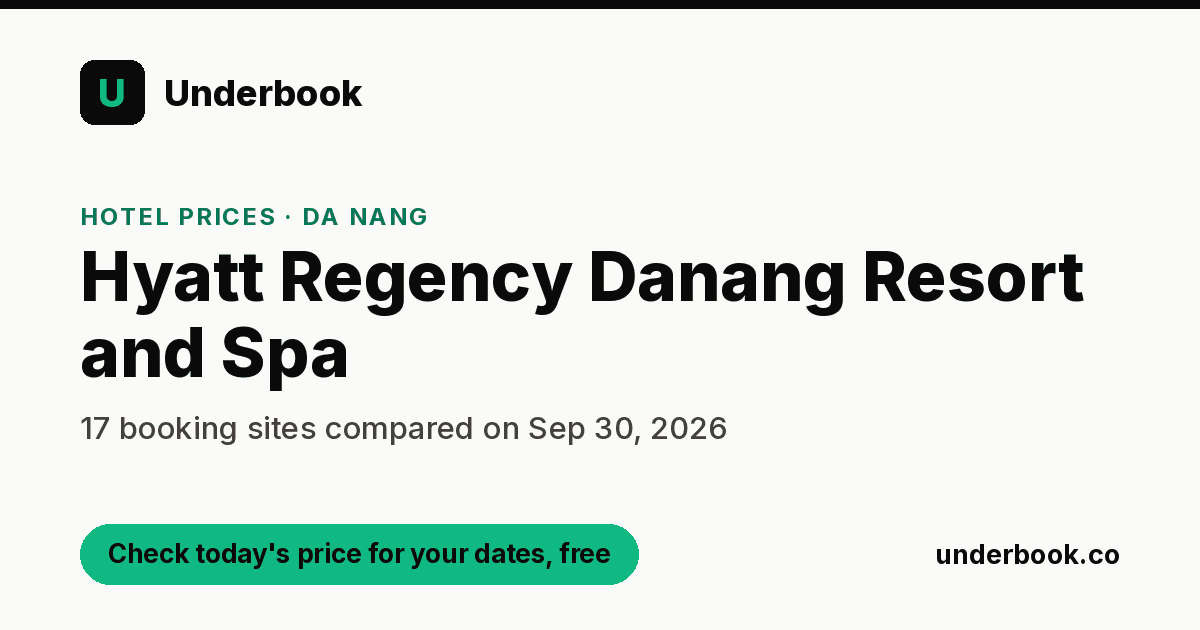 U Underbook
HOTEL PRICES · DA NANG
Hyatt Regency Danang Resort
and Spa
17 booking sites compared on Sep 30, 2026
Check today's price for your dates, free
underbook.co